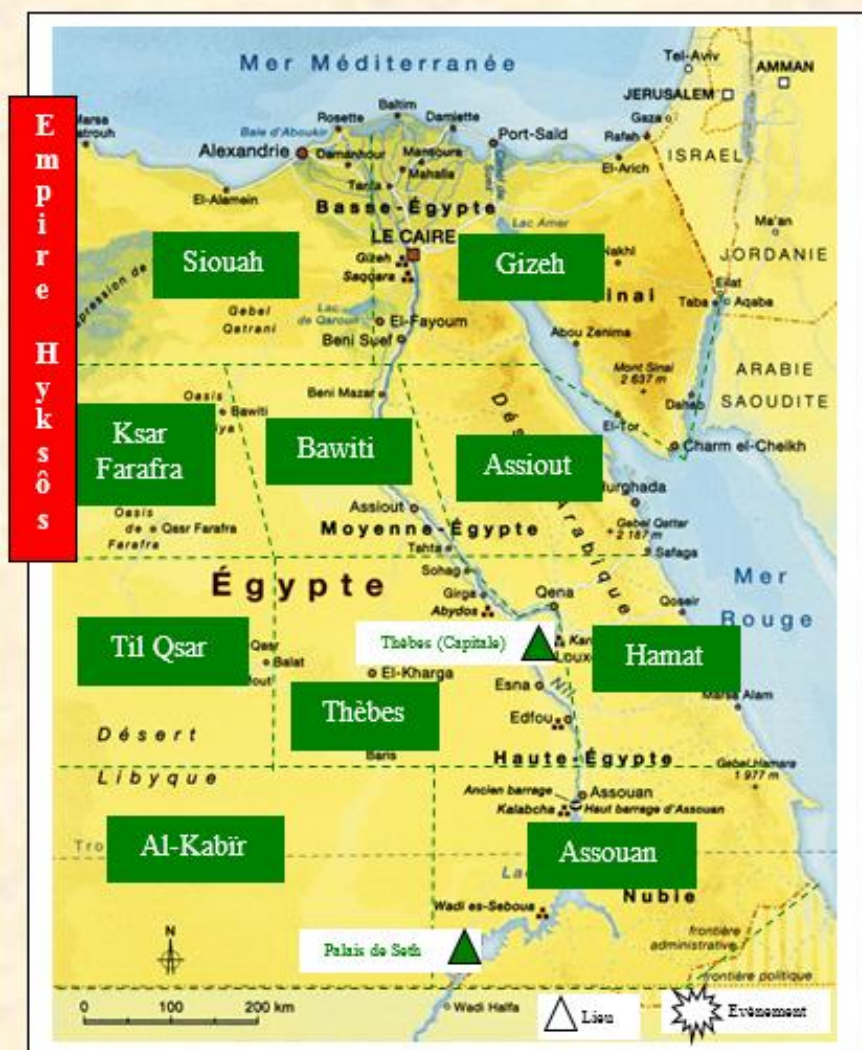 Empire Hyksôs
Mer Méditerranée
Tel-Aviv
AMMAN
JERUSALEM
Gaza
Rafah
ISRAEL
Baltim
Rosette
Damiette
Baie d'Aboukir
Port-Saïd
Alexandrie
Damanhour
Mansoura
Mahalla
Tanta
El-Arich
El-Alamein
Basse-Égypte
Lac Amer
Ma'an
LE CAIRE
JORDANIE
Siouah
Gizeh
Gizeh
Saqqara
Nakhl
Sinaï
Eilat
Taba
Aqaba
Gebel
Qatrani
Lac
de Qaroun
El-Fayoum
Beni Suef
Abou Zenima
Mont Sinaï
2 637 m
ARABIE
SAOUDITE
Dahab
El-Tor
Charm el-Cheikh
Beni Mazar
Oasis
Bawiti
Ksar
Farafra
Bawiti
Assiout
Désert Arabique
Hurghada
Gebel Qattar
2 187 m
Safaga
Oasis
de
Farafra
Qasr Farafra
Assiout
Moyenne-Égypte
Tahta
Sohag
Égypte
Girga
Abydos
Qena
Qoseir
Mer
Rouge
Til Qsar
Balat
Thèbes (Capitale)
Hamat
El-Kharga
Esna
Nil
Marsa Alam
Thèbes
Edfou
Baris
Désert
Libyque
Haute-Égypte
Gebel Hamata
1 977 m
Ancien barrage
Assouan
Kalabcha
Haut barrage d'Assouan
Al-Kabïr
Assouan
Nubie
Wadi es-Seboua
Palais de Seth
frontière
administrative
frontière politique
N
0 100 200 km
Wadi Halfa
Lieu
Evènement